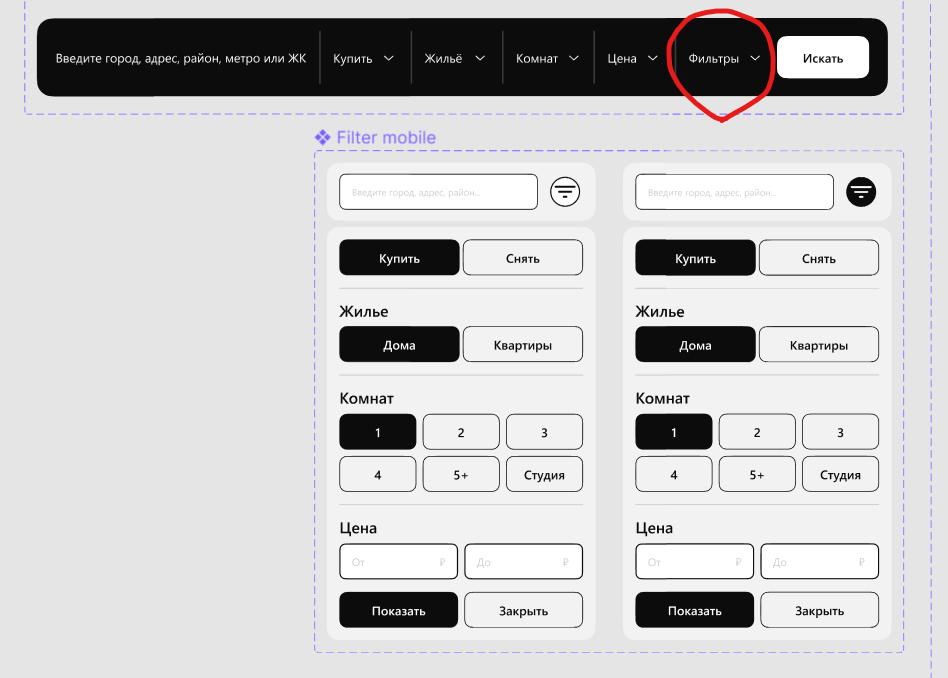 Введите город, адрес, район, метро или ЖК Купить Жильё Комнат Цена Фильтры Искать
Filter mobile
Введите город, адрес, район... Введите город, адрес, район...
Купить Снять Купить Снять
Жилье Жилье
Дома Квартиры Дома Квартиры
Комнат Комнат
1 2 3 1 2 3
4 5+ Студия 4 5+ Студия
Цена Цена
От ₽ До ₽ От ₽ До ₽
Показать Закрыть Показать Закрыть